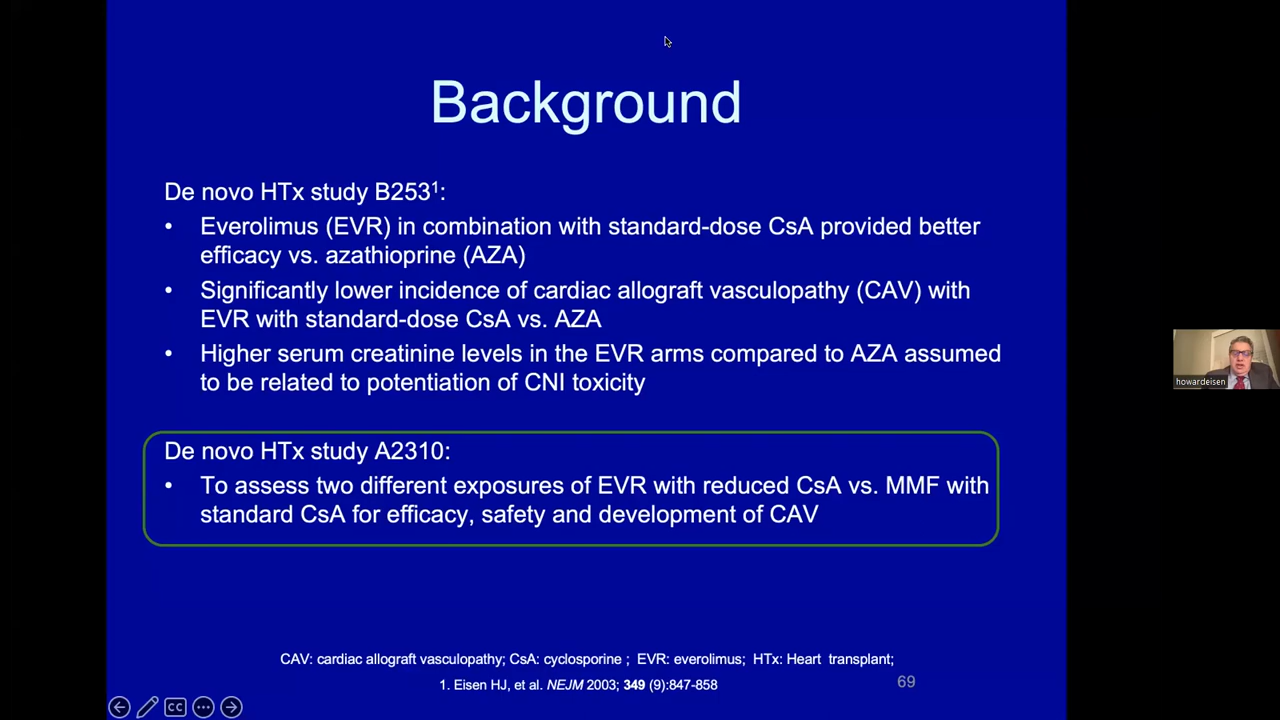 Background
De novo HTx study B253¹:
• Everolimus (EVR) in combination with standard-dose CsA provided better
efficacy vs. azathioprine (AZA)
• Significantly lower incidence of cardiac allograft vasculopathy (CAV) with
EVR with standard-dose CsA vs. AZA
• Higher serum creatinine levels in the EVR arms compared to AZA assumed
to be related to potentiation of CNI toxicity
De novo HTx study A2310:
• To assess two different exposures of EVR with reduced CsA vs. MMF with
standard CsA for efficacy, safety and development of CAV
CAV: cardiac allograft vasculopathy; CsA: cyclosporine ; EVR: everolimus; HTx: Heart transplant;
1. Eisen HJ, et al. NEJM 2003; 349 (9):847-858
69
CC
howardeisen